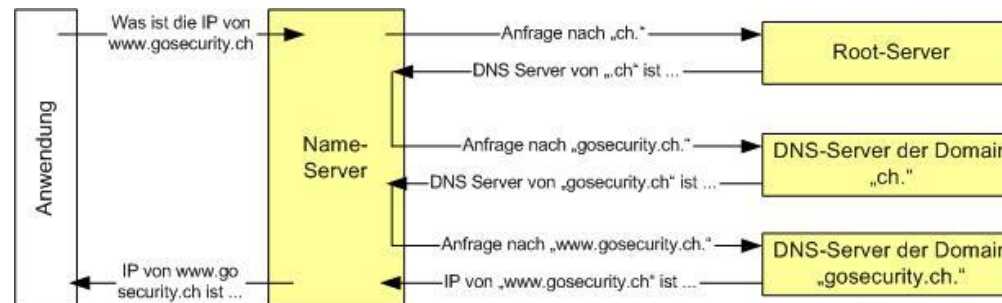 Was ist die IP von
www.gosecurity.ch
Anfrage nach „ch.“
Root-Server
DNS Server von „.ch“ ist ...
Anwendung
Name-
Server
Anfrage nach „gosecurity.ch.“
DNS-Server der Domain
„ch.“
DNS Server von „gosecurity.ch“ ist ...
Anfrage nach „www.gosecurity.ch.“
DNS-Server der Domain
„gosecurity.ch.“
IP von www.go
security.ch ist ...
IP von „www.gosecurity.ch“ ist ...